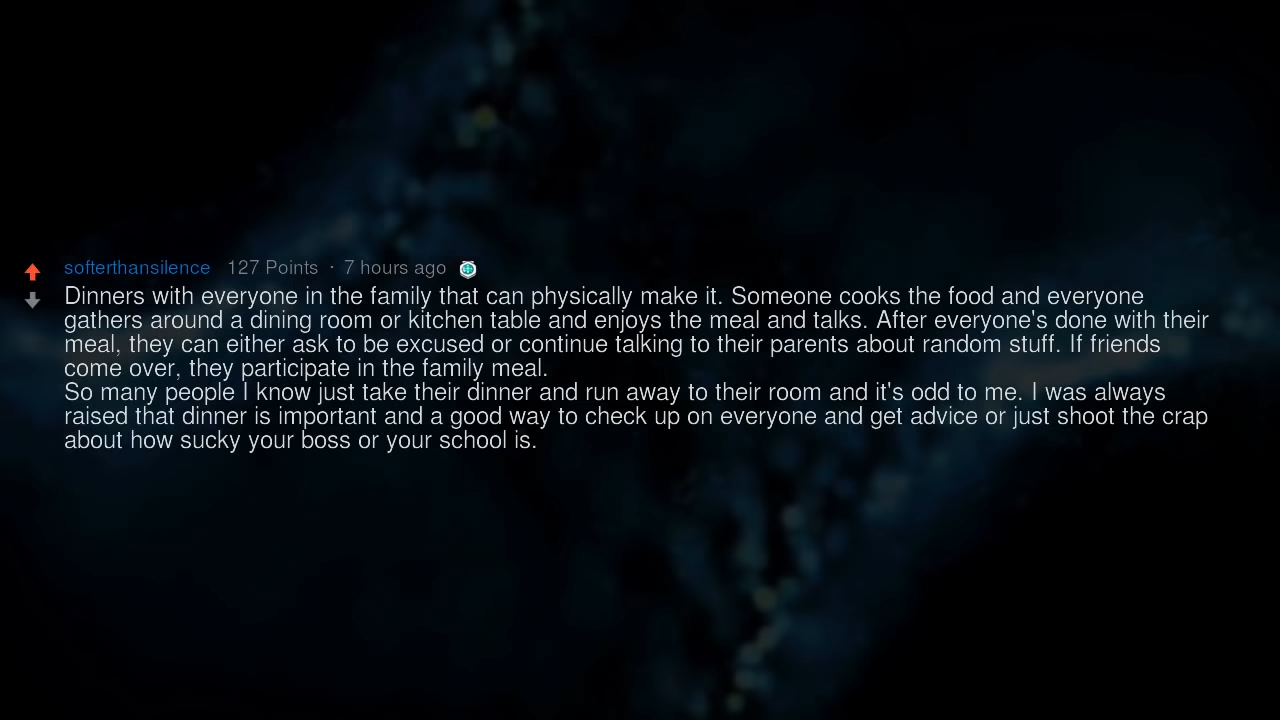 softerthansilence 127 Points · 7 hours ago
Dinners with everyone in the family that can physically make it. Someone cooks the food and everyone
gathers around a dining room or kitchen table and enjoys the meal and talks. After everyone's done with their
meal, they can either ask to be excused or continue talking to their parents about random stuff. If friends
come over, they participate in the family meal.
So many people I know just take their dinner and run away to their room and it's odd to me. I was always
raised that dinner is important and a good way to check up on everyone and get advice or just shoot the crap
about how sucky your boss or your school is.